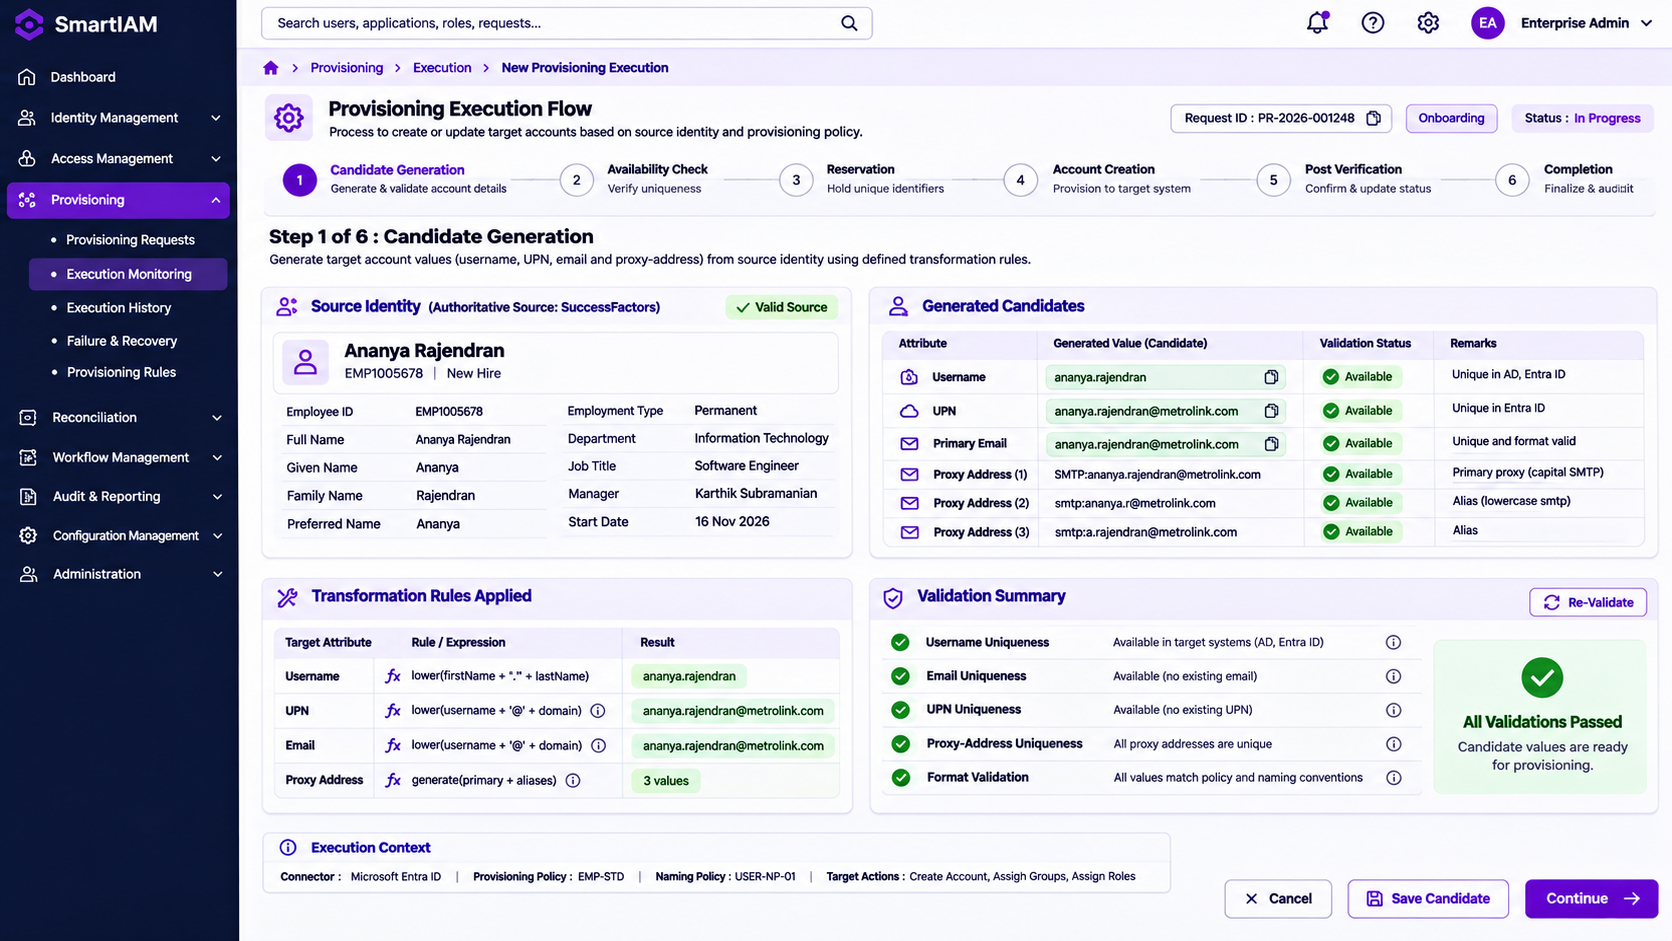 SmartIAM
Search users, applications, roles, requests...
EA
Enterprise Admin
Dashboard
Identity Management
Access Management
Provisioning
Provisioning Requests
Execution Monitoring
Execution History
Failure & Recovery
Provisioning Rules
Reconciliation
Workflow Management
Audit & Reporting
Configuration Management
Administration
Provisioning > Execution > New Provisioning Execution
Provisioning Execution Flow
Process to create or update target accounts based on source identity and provisioning policy.
Request ID : PR-2026-001248
Onboarding
Status : In Progress
1 Candidate Generation
Generate & validate account details
2 Availability Check
Verify uniqueness
3 Reservation
Hold unique identifiers
4 Account Creation
Provision to target system
5 Post Verification
Confirm & update status
6 Completion
Finalize & audit
Step 1 of 6 : Candidate Generation
Generate target account values (username, UPN, email and proxy-address) from source identity using defined transformation rules.
Source Identity (Authoritative Source: SuccessFactors)
Valid Source
Ananya Rajendran
EMP1005678 | New Hire
Employee ID EMP1005678
Full Name Ananya Rajendran
Given Name Ananya
Family Name Rajendran
Preferred Name Ananya
Employment Type Permanent
Department Information Technology
Job Title Software Engineer
Manager Karthik Subramanian
Start Date 16 Nov 2026
Generated Candidates
Attribute Generated Value (Candidate) Validation Status Remarks
Username ananya.rajendran Available Unique in AD, Entra ID
UPN ananya.rajendran@metrolink.com Available Unique in Entra ID
Primary Email ananya.rajendran@metrolink.com Available Unique and format valid
Proxy Address (1) SMTP:ananya.rajendran@metrolink.com Available Primary proxy (capital SMTP)
Proxy Address (2) smtp:ananya.r@metrolink.com Available Alias (lowercase smtp)
Proxy Address (3) smtp:a.rajendran@metrolink.com Available Alias
Transformation Rules Applied
Target Attribute Rule / Expression Result
Username fx lower(firstName + "." + lastName) ananya.rajendran
UPN fx lower(username + '@' + domain) ananya.rajendran@metrolink.com
Email fx lower(username + '@' + domain) ananya.rajendran@metrolink.com
Proxy Address fx generate(primary + aliases) 3 values
Validation Summary
Re-Validate
Username Uniqueness Available in target systems (AD, Entra ID)
Email Uniqueness Available (no existing email)
UPN Uniqueness Available (no existing UPN)
Proxy-Address Uniqueness All proxy addresses are unique
Format Validation All values match policy and naming conventions
All Validations Passed
Candidate values are ready
for provisioning.
Execution Context
Connector : Microsoft Entra ID | Provisioning Policy : EMP-STD | Naming Policy : USER-NP-01 | Target Actions : Create Account, Assigh Groups, Assign Roles
Cancel
Save Candidate
Continue